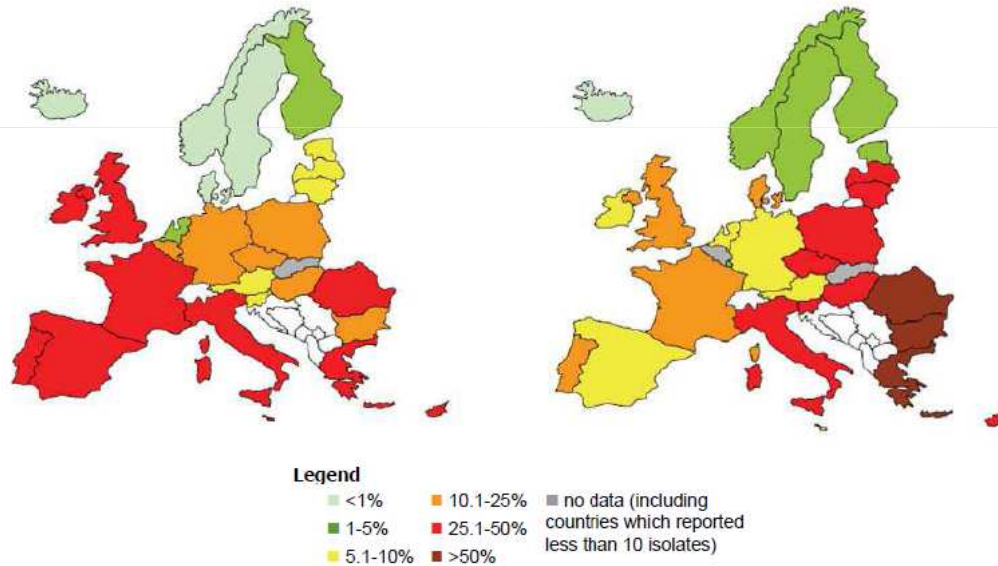 Legend
<1%
1-5%
5.1-10%
10.1-25%
25.1-50%
>50%
no data (including
countries which reported
less than 10 isolates)